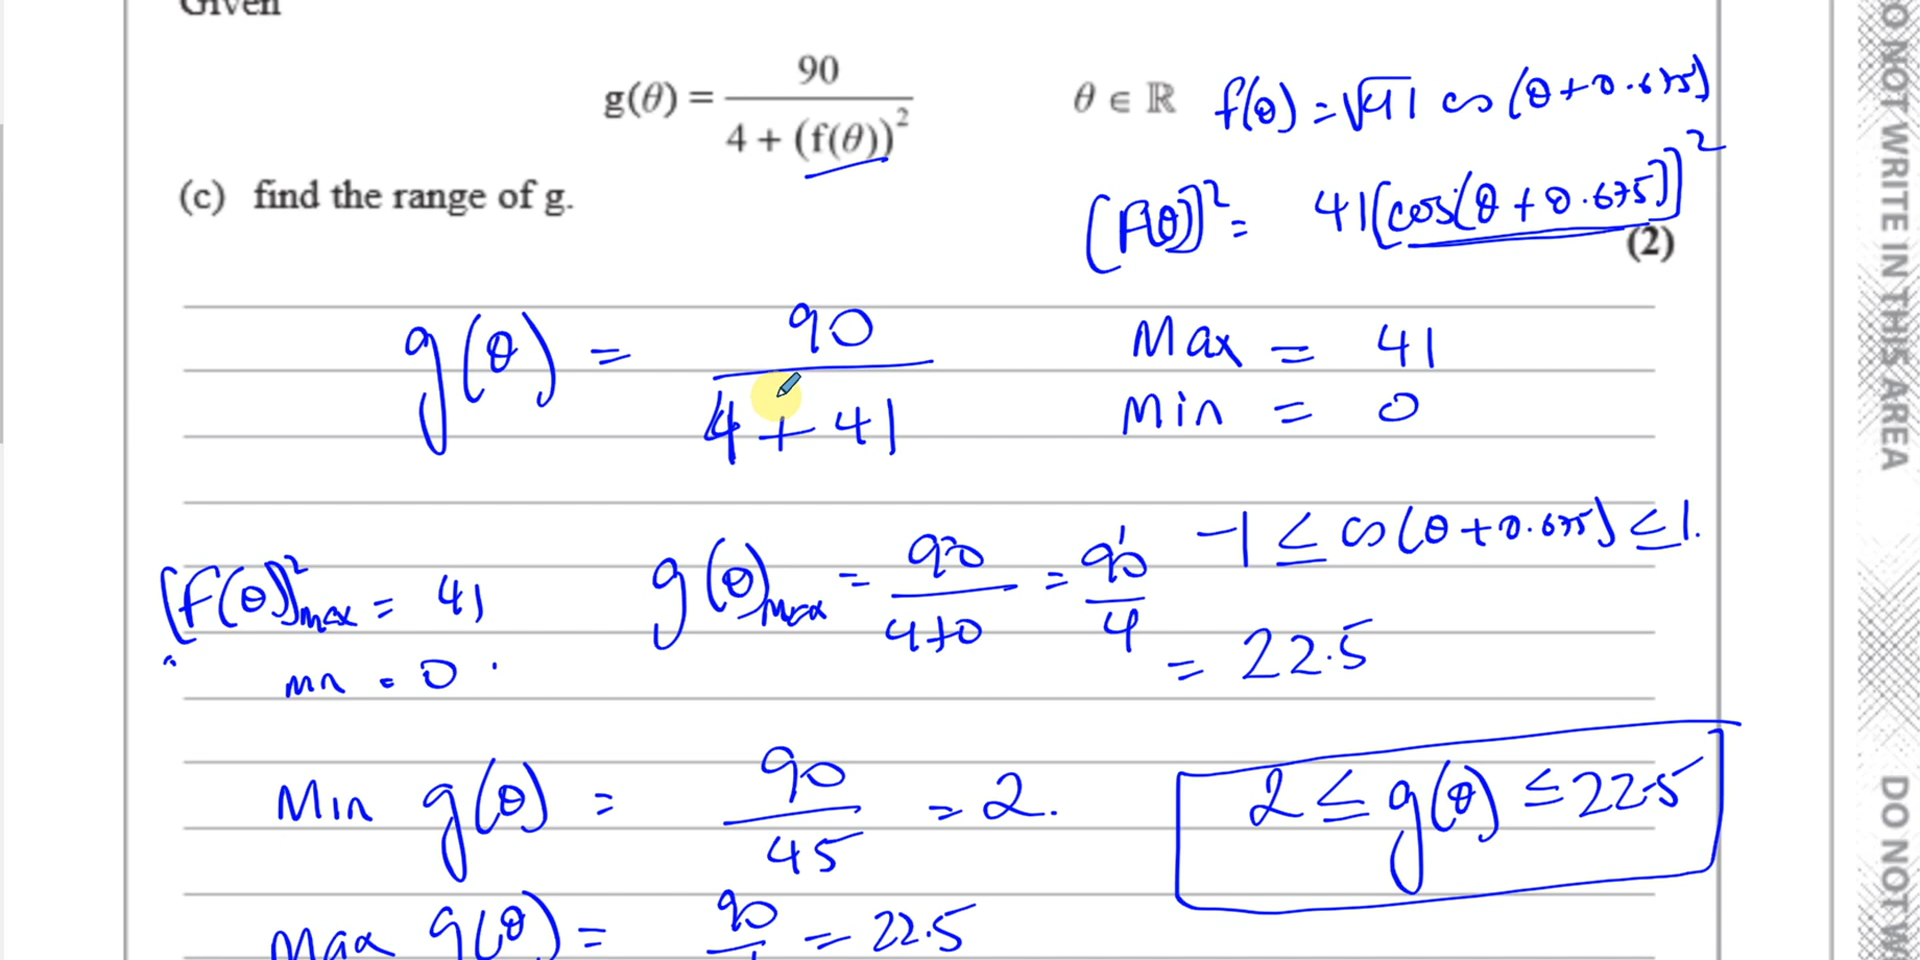 Given
g(θ) = 90 / (4 + (f(θ))²)    θ ∈ ℝ    f(θ) = √41 cos(θ + 0.675)
(c) find the range of g.
[f(θ)]² = 41[cos(θ + 0.675)]²
(2)
g(θ) = 90 / (4 + 41)    Max = 41
Min = 0
-1 ≤ cos(θ + 0.675) ≤ 1.
[f(θ)]² max = 41    g(θ)max = 90 / (4+0) = 90 / 4
= 22.5
mn = 0.
Min g(θ) = 90 / 45 = 2.    2 ≤ g(θ) ≤ 22.5
Max g(θ) = 90 / = 22.5
DO NOT WRITE IN THIS AREA
DO NOT W